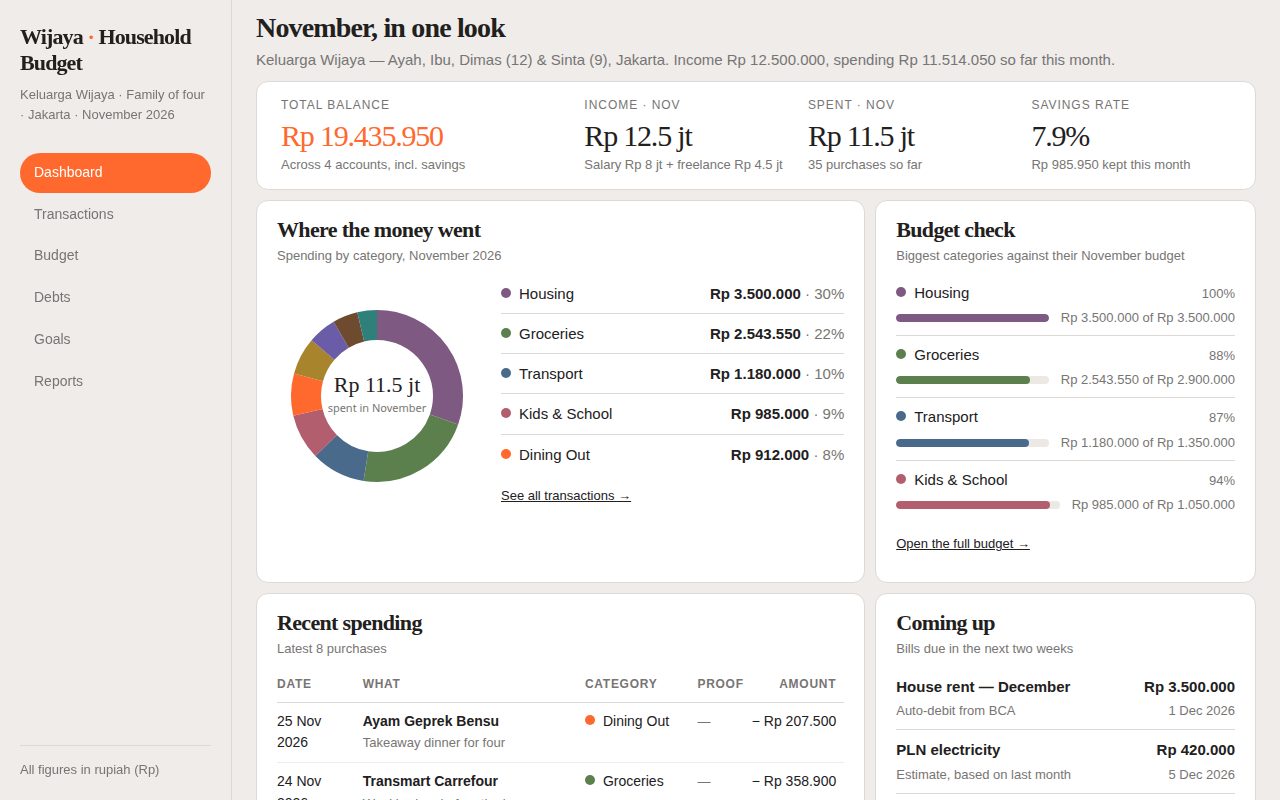 Wijaya · Household
Budget
Keluarga Wijaya · Family of four
· Jakarta · November 2026
Dashboard
Transactions
Budget
Debts
Goals
Reports
All figures in rupiah (Rp)
November, in one look
Keluarga Wijaya — Ayah, Ibu, Dimas (12) & Sinta (9), Jakarta. Income Rp 12.500.000, spending Rp 11.514.050 so far this month.
TOTAL BALANCE
Rp 19.435.950
Across 4 accounts, incl. savings
INCOME · NOV
Rp 12.5 jt
Salary Rp 8 jt + freelance Rp 4.5 jt
SPENT · NOV
Rp 11.5 jt
35 purchases so far
SAVINGS RATE
7.9%
Rp 985.950 kept this month
Where the money went
Spending by category, November 2026
Rp 11.5 jt
spent in November
Housing Rp 3.500.000 · 30%
Groceries Rp 2.543.550 · 22%
Transport Rp 1.180.000 · 10%
Kids & School Rp 985.000 · 9%
Dining Out Rp 912.000 · 8%
See all transactions →
Budget check
Biggest categories against their November budget
Housing 100%
Rp 3.500.000 of Rp 3.500.000
Groceries 88%
Rp 2.543.550 of Rp 2.900.000
Transport 87%
Rp 1.180.000 of Rp 1.350.000
Kids & School 94%
Rp 985.000 of Rp 1.050.000
Open the full budget →
Recent spending
Latest 8 purchases
DATE WHAT CATEGORY PROOF AMOUNT
25 Nov Ayam Geprek Bensu Dining Out — − Rp 207.500
2026 Takeaway dinner for four
24 Nov Transmart Carrefour Groceries — − Rp 358.900
Coming up
Bills due in the next two weeks
House rent — December Rp 3.500.000
Auto-debit from BCA 1 Dec 2026
PLN electricity Rp 420.000
Estimate, based on last month 5 Dec 2026